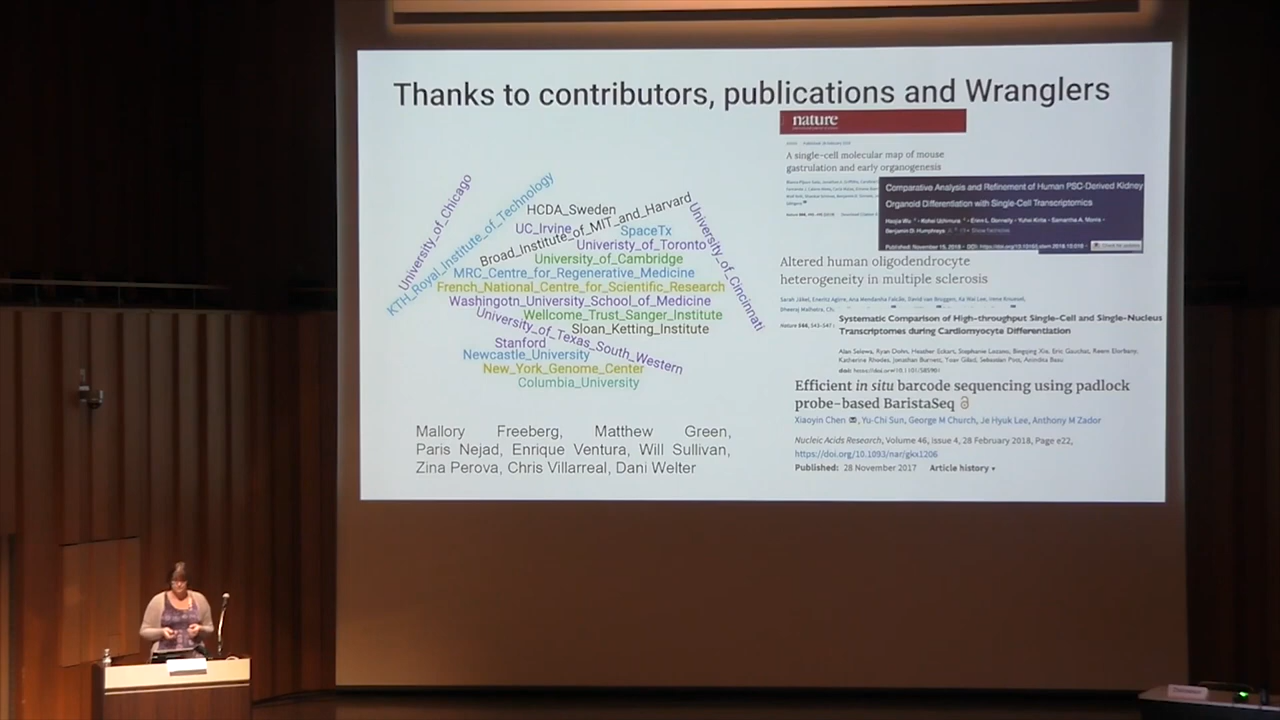 Thanks to contributors, publications and Wranglers
University_of_Chicago
KTH_Royal_Institute_of_Technology
HCDA_Sweden
UC_Irvine
Broad_Institute_of_MIT_and_Harvard
SpaceTx
Univeristy_of_Toronto
University_of_Cincinnati
University_of_Cambridge
MRC_Centre_for_Regenerative_Medicine
French_National_Centre_for_Scientific_Research
Washingotn_University_School_of_Medicine
Wellcome_Trust_Sanger_Institute
University_of_Texas_South_Western
Sloan_Ketting_Institute
Stanford
Newcastle_University
New_York_Genome_Center
Columbia_University
Mallory Freeberg, Matthew Green,
Paris Nejad, Enrique Ventura, Will Sullivan,
Zina Perova, Chris Villarreal, Dani Welter
nature
A single-cell molecular map of mouse
gastrulation and early organogenesis
Comparative Analysis and Refinement of Human PSC-Derived Kidney
Organoid Differentiation with Single-Cell Transcriptomics
Altered human oligodendrocyte
heterogeneity in multiple sclerosis
Systematic Comparison of High-throughput Single-Cell and Single-Nucleus
Transcriptomes during Cardiomyocyte Differentiation
Efficient in situ barcode sequencing using padlock
probe-based BaristaSeq
Xiaoyin Chen, Yu-Chi Sun, George M Church, Je Hyuk Lee, Anthony M Zador
Nucleic Acids Research, Volume 46, Issue 4, 28 February 2018, Page e22,
https://doi.org/10.1093/nar/gkx1206
Published: 28 November 2017 Article history